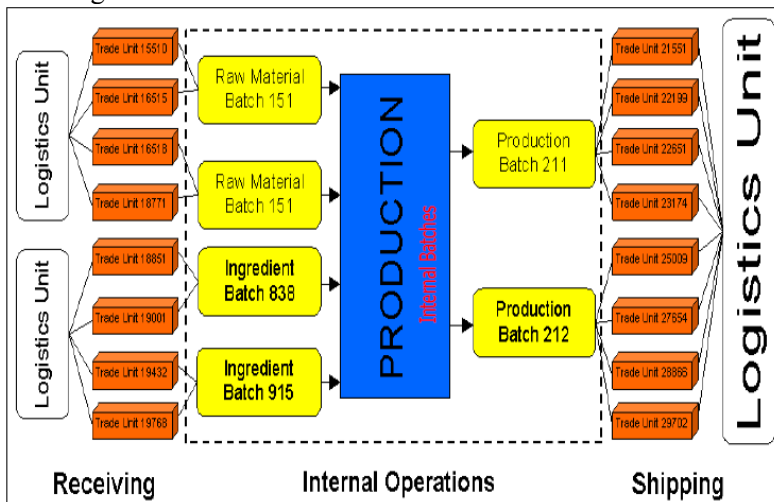 Logistics Unit
Logistics Unit
Trade Unit 15510
Trade Unit 16515
Trade Unit 16518
Trade Unit 18771
Trade Unit 18851
Trade Unit 19001
Trade Unit 19432
Trade Unit 19768
Raw Material
Batch 151
Raw Material
Batch 151
Ingredient
Batch 838
Ingredient
Batch 915
PRODUCTION
Internal Batches
Production
Batch 211
Production
Batch 212
Trade Unit 21551
Trade Unit 22199
Trade Unit 22651
Trade Unit 23174
Trade Unit 25009
Trade Unit 27654
Trade Unit 28866
Trade Unit 29702
Logistics Unit
Receiving
Internal Operations
Shipping